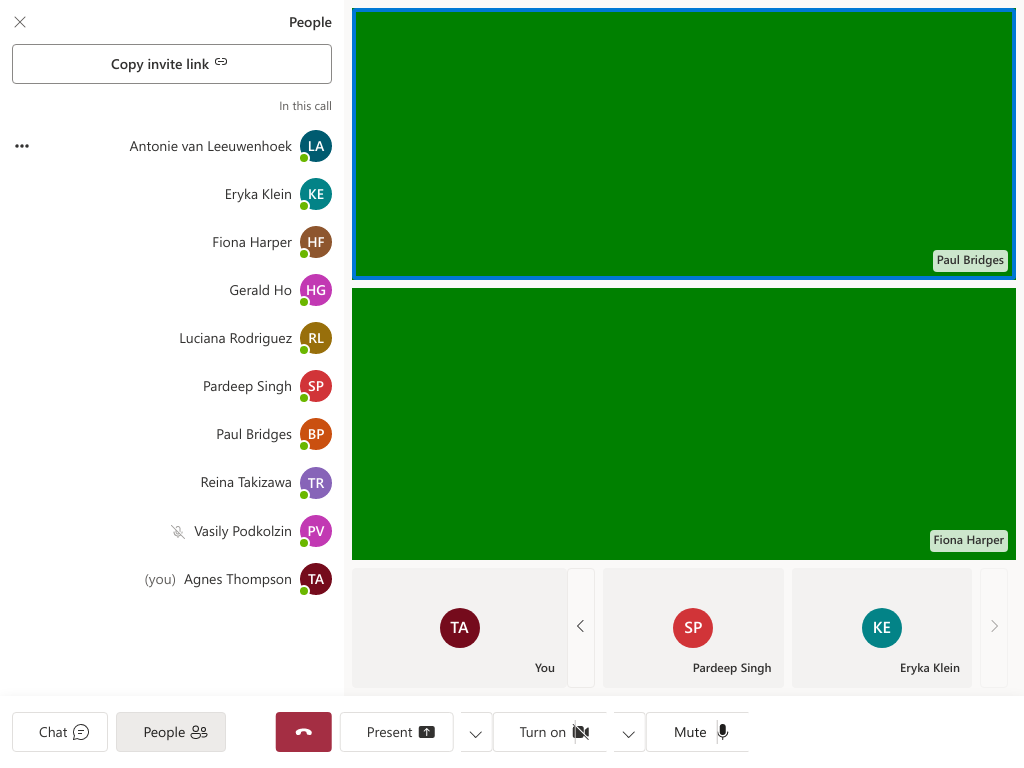 People
Copy invite link
In this call
Antonie van Leeuwenhoek LA
Eryka Klein KE
Fiona Harper HF
Gerald Ho HG
Luciana Rodriguez RL
Pardeep Singh SP
Paul Bridges BP
Reina Takizawa TR
Vasily Podkolzin PV
(you) Agnes Thompson TA
Paul Bridges
Fiona Harper
TA
You
SP
Pardeep Singh
KE
Eryka Klein
Chat
People
Present
Turn on
Mute